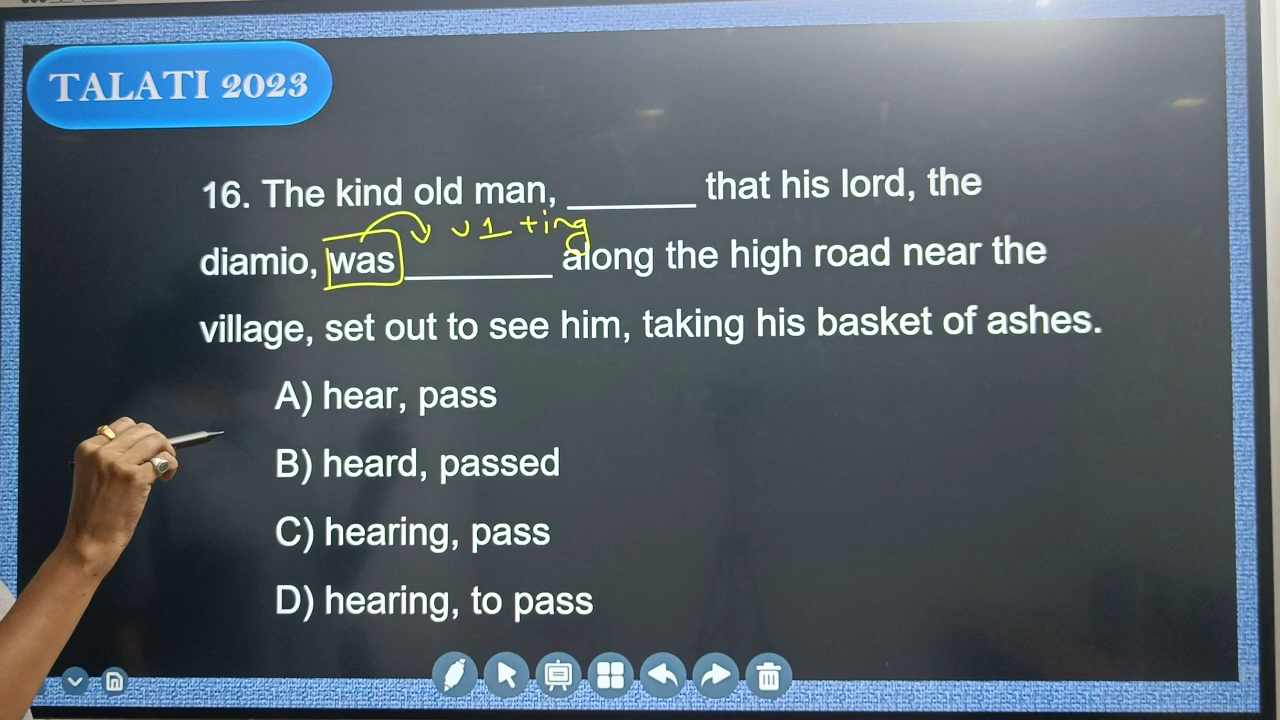 TALATI 2023
16. The kind old man, ________ that his lord, the
v1 +ing
diamio, was ________ along the high road near the
village, set out to see him, taking his basket of ashes.
A) hear, pass
B) heard, passed
C) hearing, pass
D) hearing, to pass